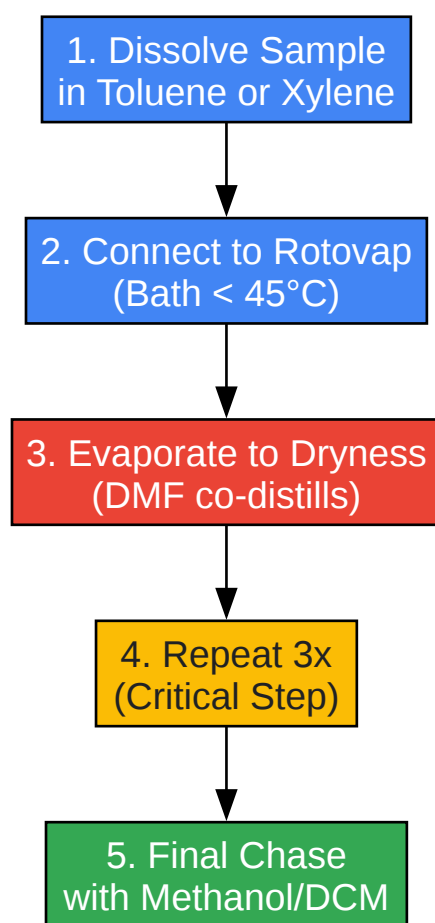 1. Dissolve Sample
in Toluene or Xylene
2. Connect to Rotovap
(Bath < 45°C)
3. Evaporate to Dryness
(DMF co-distills)
4. Repeat 3x
(Critical Step)
5. Final Chase
with Methanol/DCM